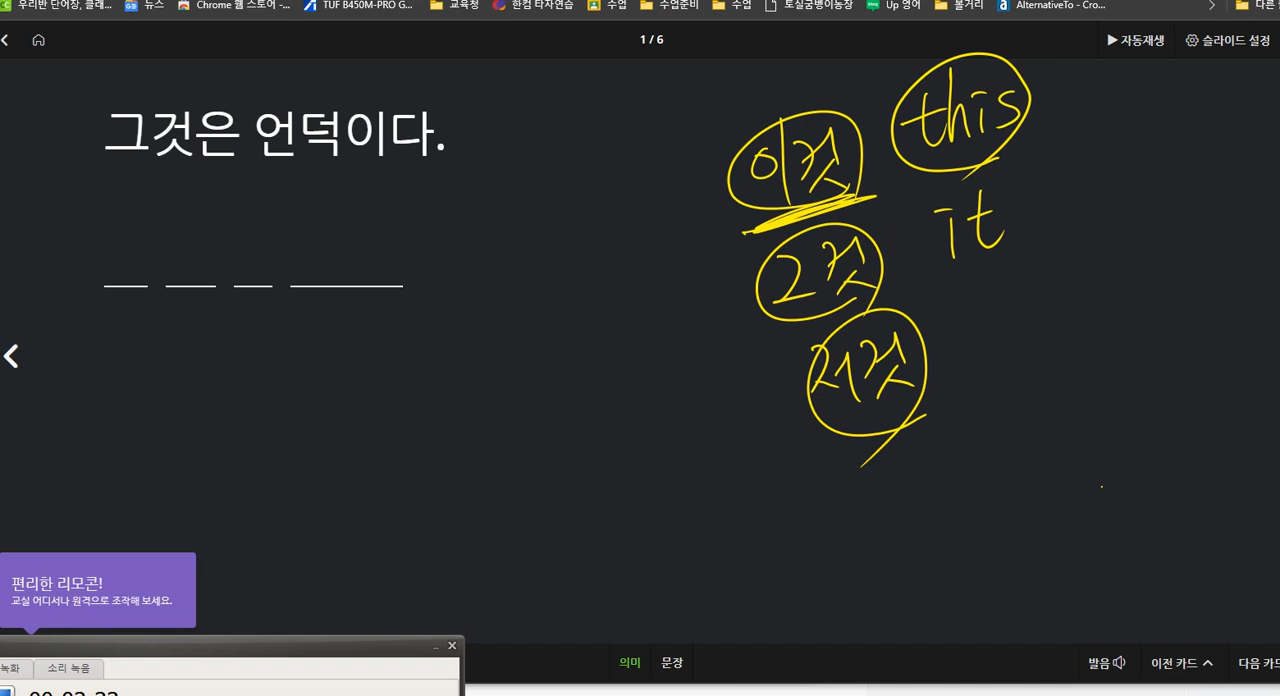 우리반 단어장, 클래... 뉴스 Chrome 웹 스토어 -... TUF B450M-PRO G... 교육청 한컴 타자연습 수업 수업준비 수업 토실굼벵이농장 Up 영어 볼거리 AlternativeTo - Cro... 다른
1 / 6 ▶ 자동재생 슬라이드 설정
그것은 언덕이다.
이것 this
it
그것
저것
편리한 리모콘!
교실 어디서나 원격으로 조작해 보세요.
녹화 소리 녹음
의미 문장 발음 이전 카드 다음 카드